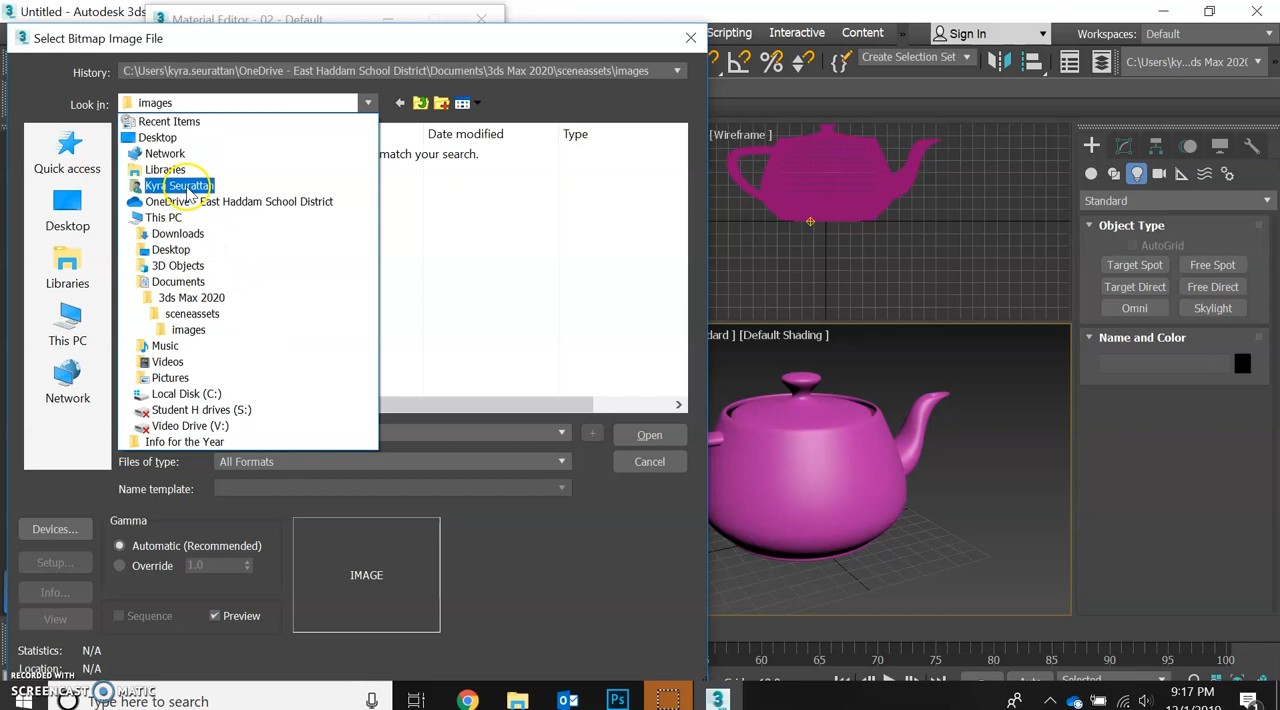 Untitled - Autodesk 3ds
Material Editor - 02 - Default
Select Bitmap Image File
Scripting Interactive Content »
Sign In
Workspaces: Default
History: C:\Users\kyra.seurattan\OneDrive - East Haddam School District\Documents\3ds Max 2020\sceneassets\images
Create Selection Set
C:\Users\ky...ds Max 202(
Look in: images
Recent Items
Desktop
Network
Libraries
Kyra Seurattan
OneDrive - East Haddam School District
This PC
Downloads
Desktop
3D Objects
Documents
3ds Max 2020
sceneassets
images
Music
Videos
Pictures
Local Disk (C:)
Student H drives (S:)
Video Drive (V:)
Info for the Year
Quick access
Desktop
Libraries
This PC
Network
Date modified Type
match your search.
Open
Files of type: All Formats
Cancel
Name template:
Devices...
Setup...
Info...
View
Gamma
Automatic (Recommended)
Override 1.0
Sequence Preview
IMAGE
Statistics: N/A
Location: N/A
[Wireframe ]
dard ] [Default Shading ]
Standard
Object Type
AutoGrid
Target Spot Free Spot
Target Direct Free Direct
Omni Skylight
Name and Color
60 65 70 75 80 85 90 95 100
Selected
RECORDED WITH
SCREENCAST MATIC
Type here to search
9:17 PM
12/1/2019